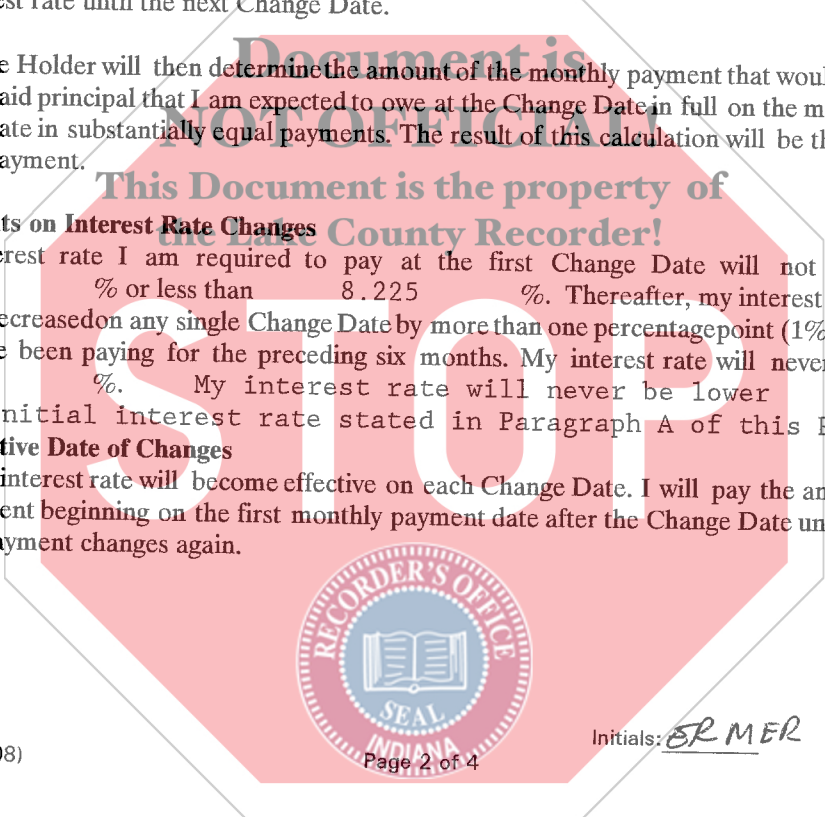 est rate until the next Change Date.
Document is
e Holder will then determine the amount of the monthly payment that woul
aid principal that I am expected to owe at the Change Date in full on the m
NOT OFFICIAL
ate in substantially equal payments. The result of this calculation will be th
ayment.
This Document is the property of
the Lake County Recorder!
ts on Interest Rate Changes
erest rate I am required to pay at the first Change Date will not
% or less than 8.225 %. Thereafter, my interest
ecreased on any single Change Date by more than one percentage point (1%
e been paying for the preceding six months. My interest rate will never
%. My interest rate will never be lower
nitial interest rate stated in Paragraph A of this
STOP
tive Date of Changes
interest rate will become effective on each Change Date. I will pay the am
ent beginning on the first monthly payment date after the Change Date un
ayment changes again.
RECORDER'S OFFICE
SEAL
INDIANA
Initials: ER MER
08)
Page 2 of 4